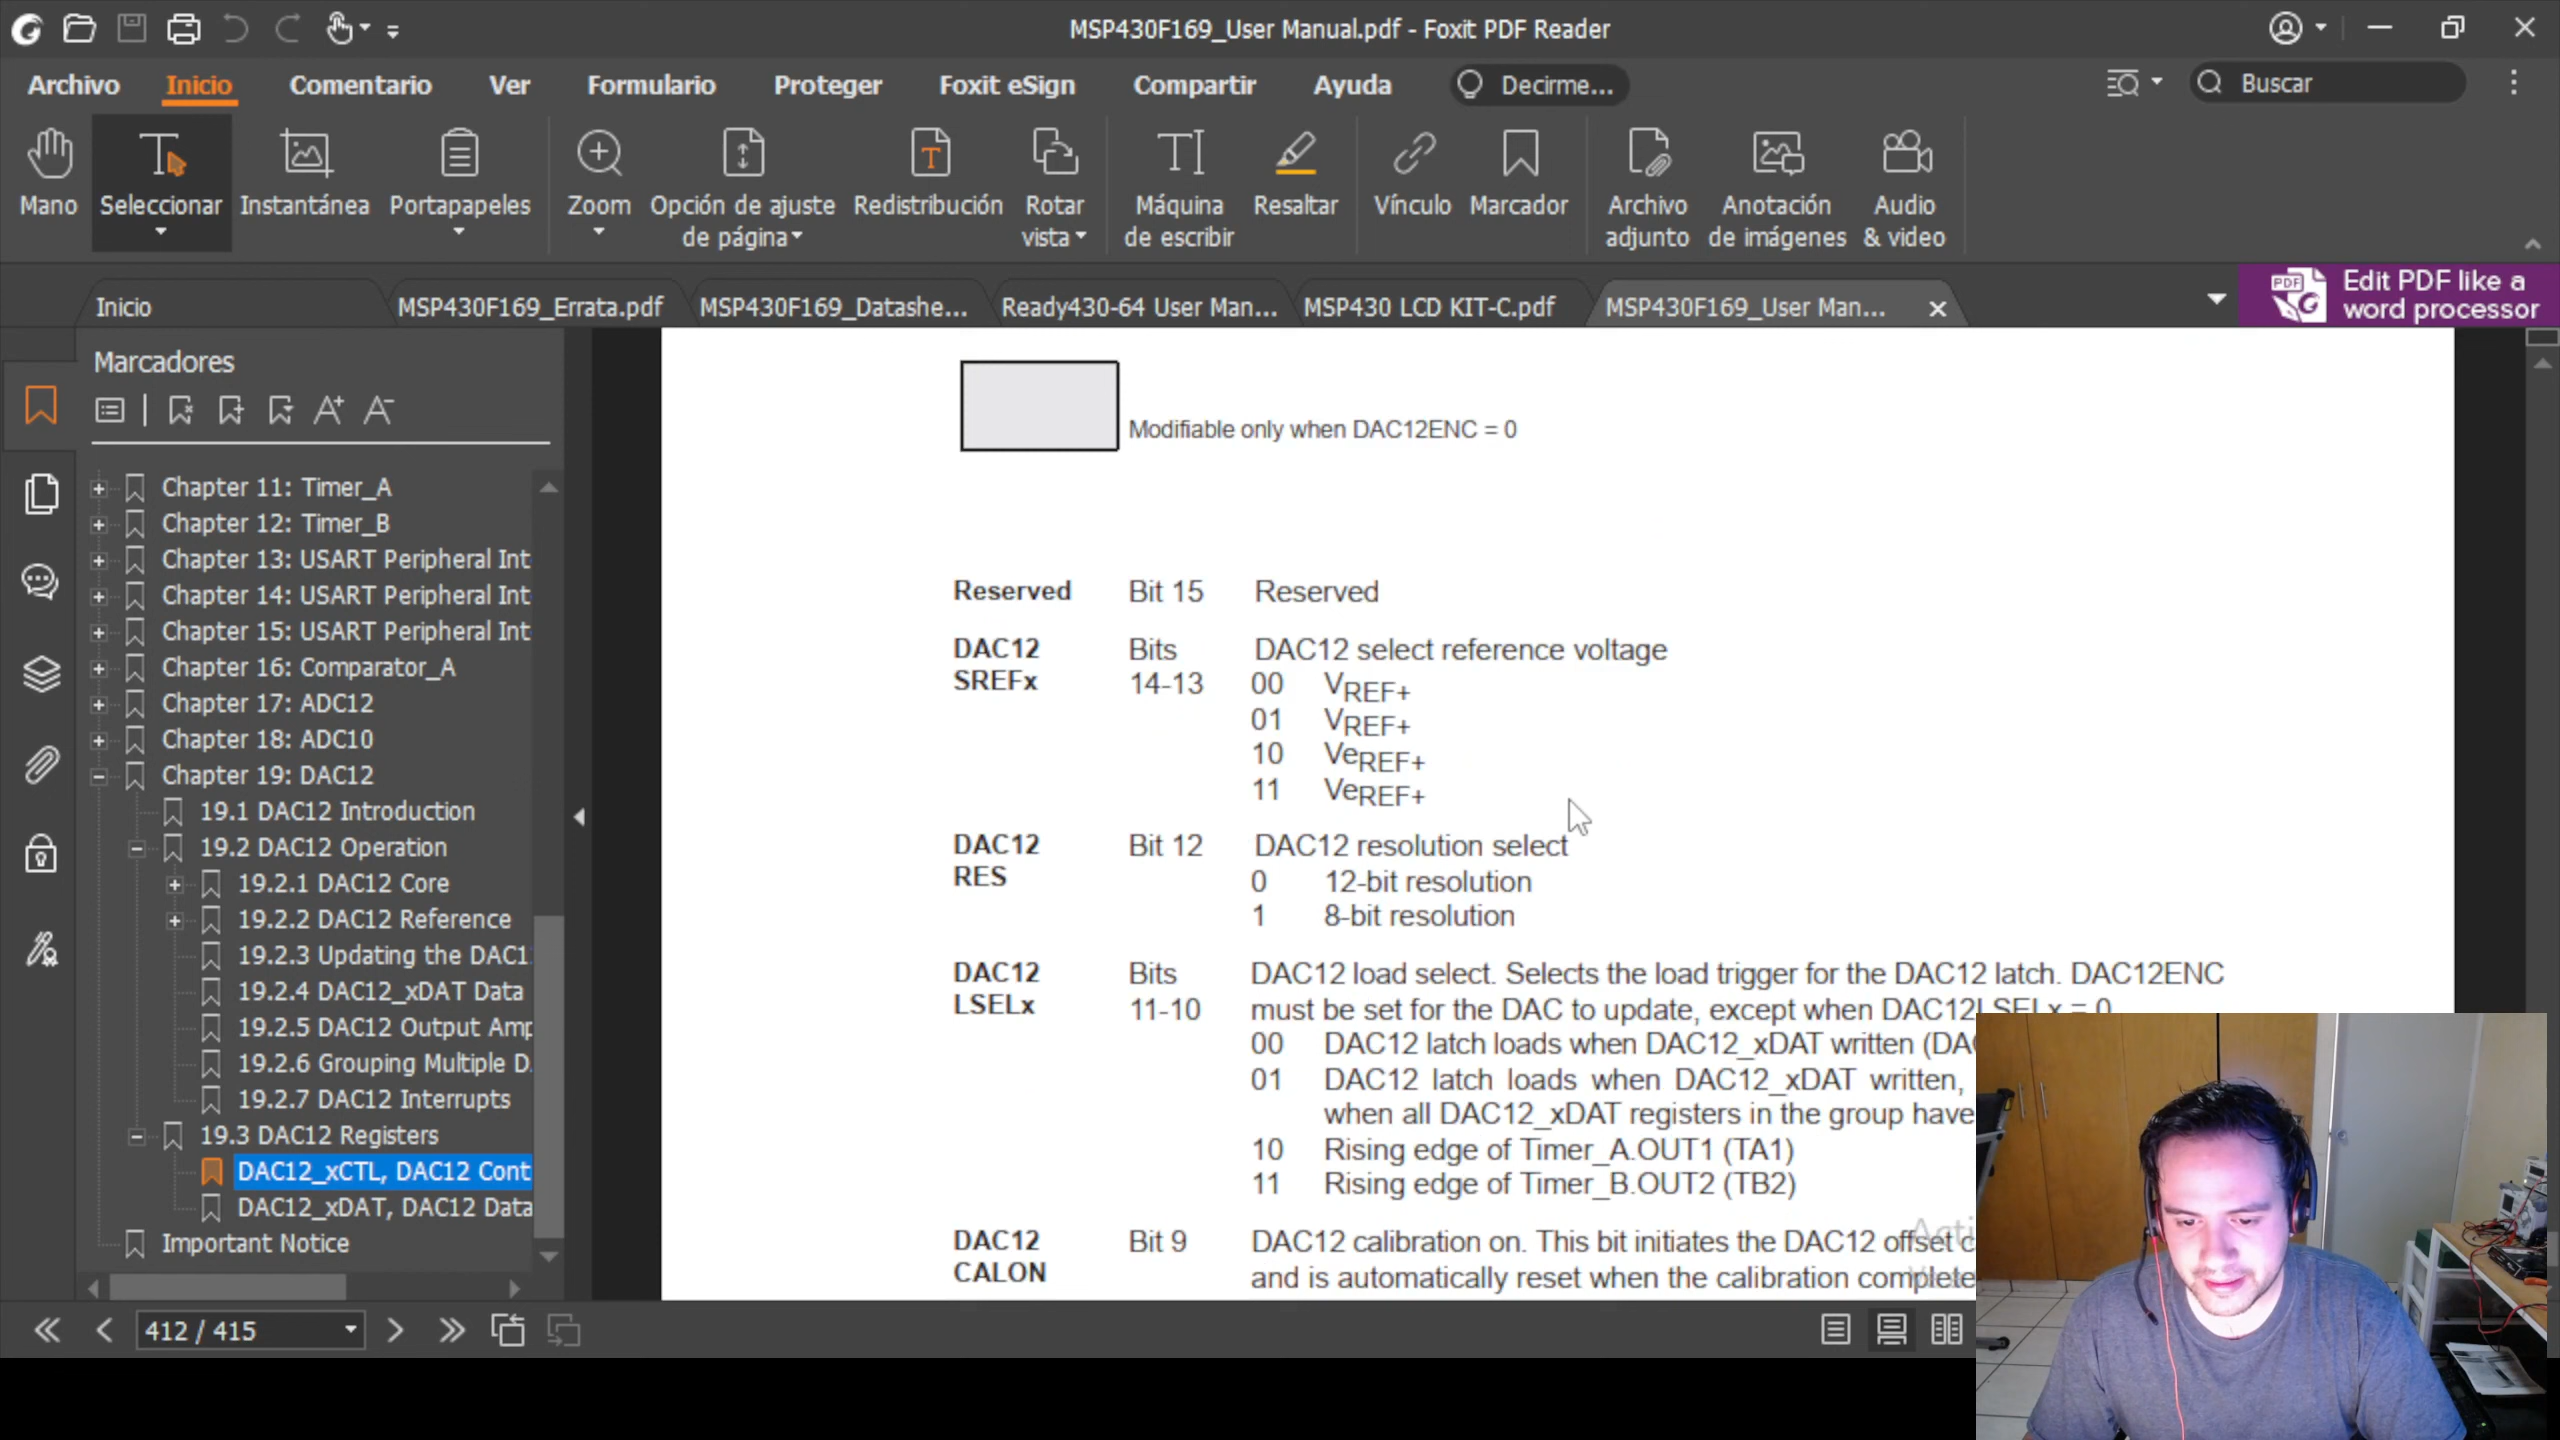 MSP430F169_User Manual.pdf - Foxit PDF Reader
Archivo Inicio Comentario Ver Formulario Proteger Foxit eSign Compartir Ayuda Decirme... Buscar
Mano Seleccionar Instantánea Portapapeles Zoom Opción de ajuste de página Redistribución Rotar vista Máquina de escribir Resaltar Vínculo Marcador Archivo adjunto Anotación de imágenes Audio & video
Inicio MSP430F169_Errata.pdf MSP430F169_Datashe... Ready430-64 User Man... MSP430 LCD KIT-C.pdf MSP430F169_User Man...
Edit PDF like a
word processor
Marcadores
Chapter 11: Timer_A
Chapter 12: Timer_B
Chapter 13: USART Peripheral Int
Chapter 14: USART Peripheral Int
Chapter 15: USART Peripheral Int
Chapter 16: Comparator_A
Chapter 17: ADC12
Chapter 18: ADC10
Chapter 19: DAC12
19.1 DAC12 Introduction
19.2 DAC12 Operation
19.2.1 DAC12 Core
19.2.2 DAC12 Reference
19.2.3 Updating the DAC1
19.2.4 DAC12_xDAT Data
19.2.5 DAC12 Output Amp
19.2.6 Grouping Multiple D
19.2.7 DAC12 Interrupts
19.3 DAC12 Registers
DAC12_xCTL, DAC12 Cont
DAC12_xDAT, DAC12 Data
Important Notice
Modifiable only when DAC12ENC = 0
Reserved Bit 15 Reserved
DAC12 Bits DAC12 select reference voltage
SREFx 14-13 00 VREF+
01 VREF+
10 VeREF+
11 VeREF+
DAC12 Bit 12 DAC12 resolution select
RES 0 12-bit resolution
1 8-bit resolution
DAC12 Bits DAC12 load select. Selects the load trigger for the DAC12 latch. DAC12ENC
LSELx 11-10 must be set for the DAC to update, except when DAC12LSELx = 0.
00 DAC12 latch loads when DAC12_xDAT written (DAC
01 DAC12 latch loads when DAC12_xDAT written,
when all DAC12_xDAT registers in the group have
10 Rising edge of Timer_A.OUT1 (TA1)
11 Rising edge of Timer_B.OUT2 (TB2)
DAC12 Bit 9 DAC12 calibration on. This bit initiates the DAC12 offset c
CALON and is automatically reset when the calibration complete
412 / 415